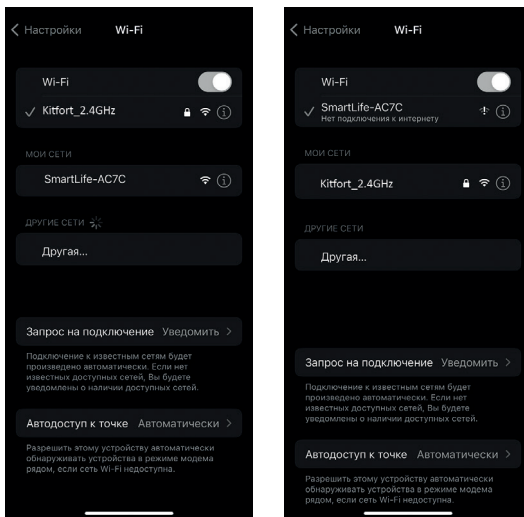 Настройки Wi-Fi
Wi-Fi
Kitfort_2.4GHz
МОИ СЕТИ
SmartLife-AC7C
ДРУГИЕ СЕТИ
Другая...
Запрос на подключение Уведомить
Подключение к известным сетям будет
произведено автоматически. Если нет
известных доступных сетей, Вы будете
уведомлены о наличии доступных сетей.
Автодоступ к точке Автоматически
Разрешить этому устройству автоматически
обнаруживать устройства в режиме модема
рядом, если сеть Wi-Fi недоступна.
Настройки Wi-Fi
Wi-Fi
SmartLife-AC7C
Нет подключения к интернету
МОИ СЕТИ
Kitfort_2.4GHz
ДРУГИЕ СЕТИ
Другая...
Запрос на подключение Уведомить
Подключение к известным сетям будет
произведено автоматически. Если нет
известных доступных сетей, Вы будете
уведомлены о наличии доступных сетей.
Автодоступ к точке Автоматически
Разрешить этому устройству автоматически
обнаруживать устройства в режиме модема
рядом, если сеть Wi-Fi недоступна.